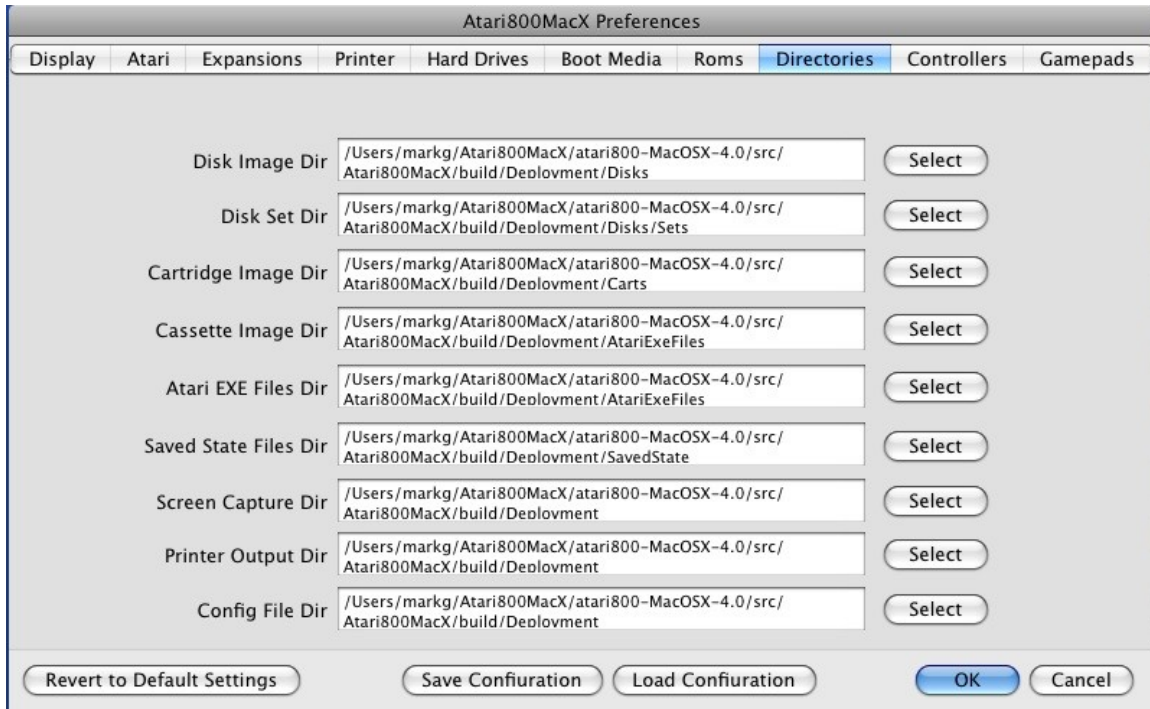 Atari800MacX Preferences
Display Atari Expansions Printer Hard Drives Boot Media Roms Directories Controllers Gamepads
Disk Image Dir /Users/markg/Atari800MacX/atari800-MacOSX-4.0/src/ Select
Atari800MacX/build/Deployment/Disks
Disk Set Dir /Users/markg/Atari800MacX/atari800-MacOSX-4.0/src/ Select
Atari800MacX/build/Deployment/Disks/Sets
Cartridge Image Dir /Users/markg/Atari800MacX/atari800-MacOSX-4.0/src/ Select
Atari800MacX/build/Deployment/Carts
Cassette Image Dir /Users/markg/Atari800MacX/atari800-MacOSX-4.0/src/ Select
Atari800MacX/build/Deployment/AtariExeFiles
Atari EXE Files Dir /Users/markg/Atari800MacX/atari800-MacOSX-4.0/src/ Select
Atari800MacX/build/Deployment/AtariExeFiles
Saved State Files Dir /Users/markg/Atari800MacX/atari800-MacOSX-4.0/src/ Select
Atari800MacX/build/Deployment/SavedState
Screen Capture Dir /Users/markg/Atari800MacX/atari800-MacOSX-4.0/src/ Select
Atari800MacX/build/Deployment
Printer Output Dir /Users/markg/Atari800MacX/atari800-MacOSX-4.0/src/ Select
Atari800MacX/build/Deployment
Config File Dir /Users/markg/Atari800MacX/atari800-MacOSX-4.0/src/ Select
Atari800MacX/build/Deployment
Revert to Default Settings Save Confiuration Load Confiuration OK Cancel